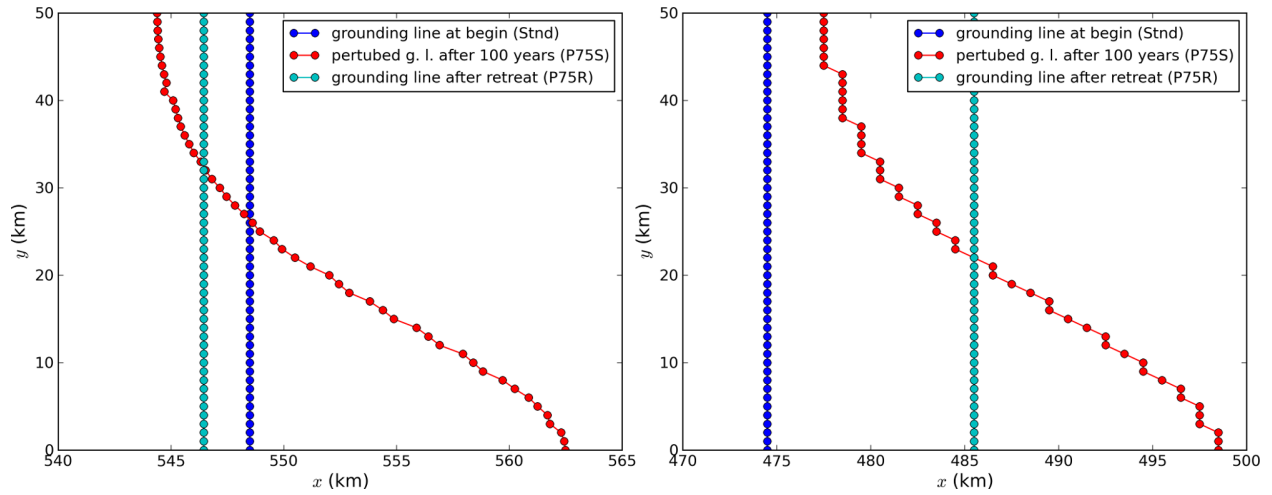 50
40
30
20
10
0
y (km)
grounding line at begin (Stnd)
pertubed g. l. after 100 years (P75S)
grounding line after retreat (P75R)
540 545 550 555 560 565
x (km)
50
40
30
20
10
0
y (km)
grounding line at begin (Stnd)
pertubed g. l. after 100 years (P75S)
grounding line after retreat (P75R)
470 475 480 485 490 495 500
x (km)